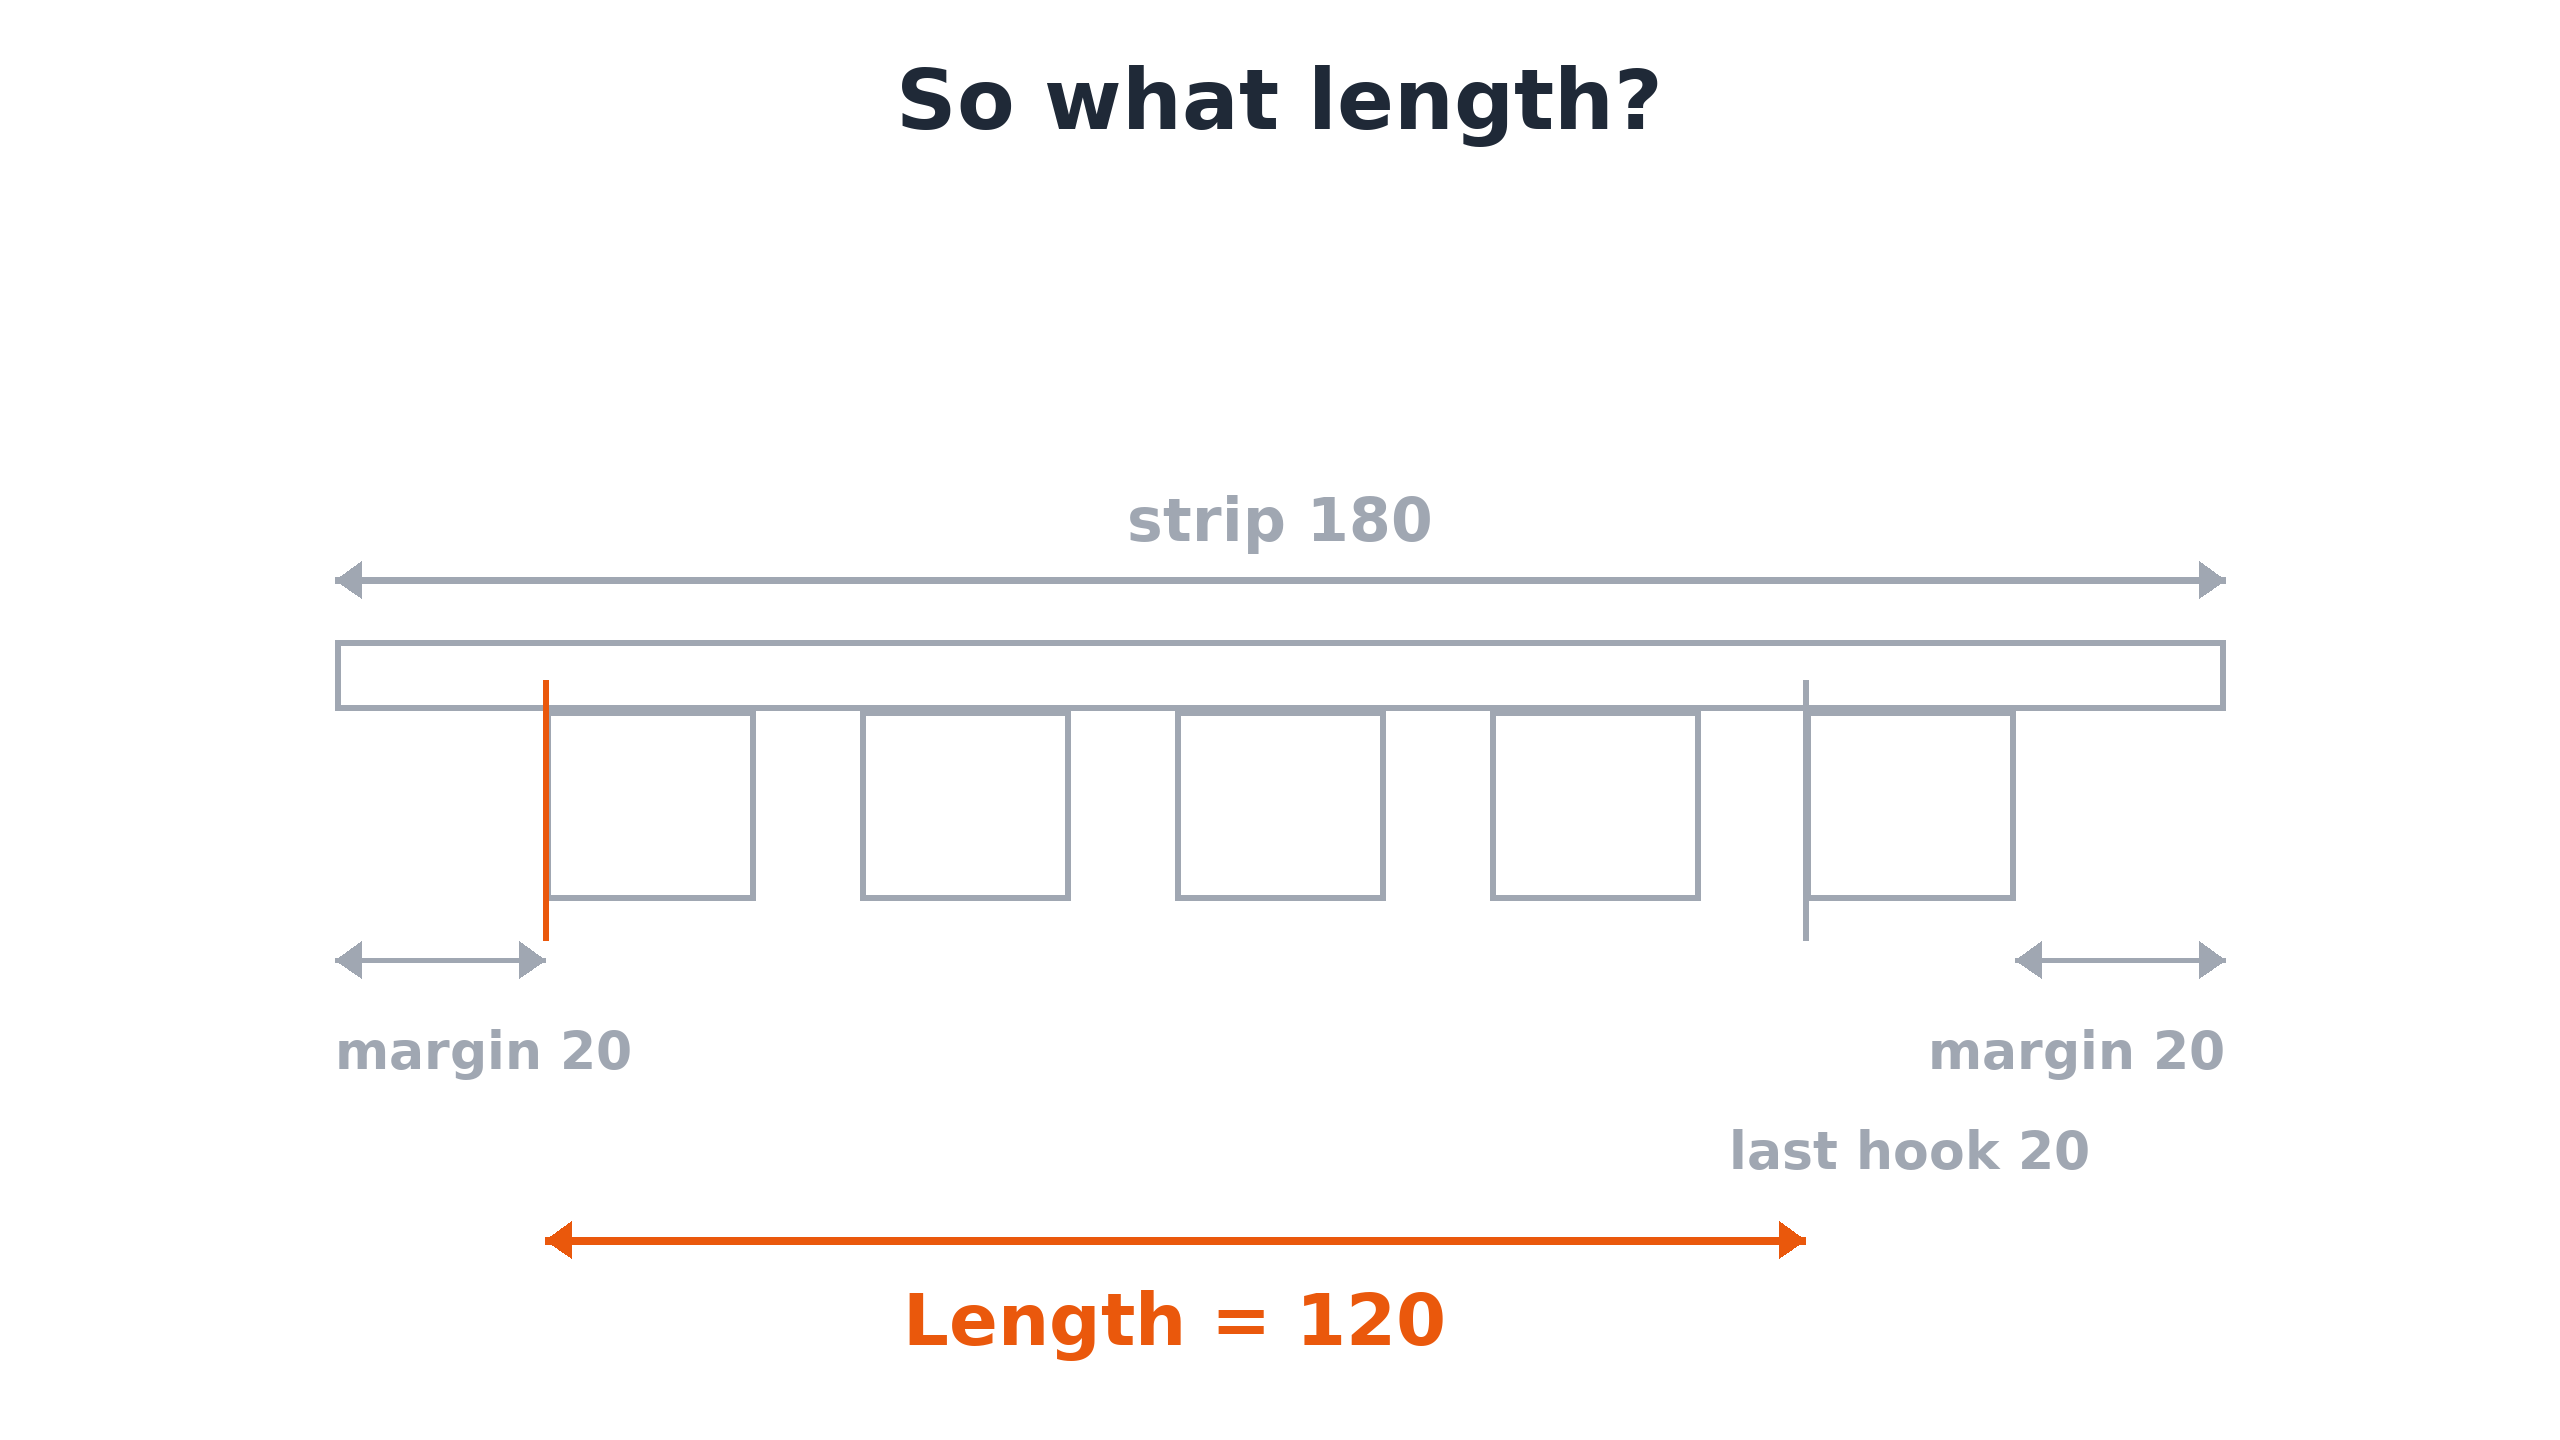 So what length?
strip 180
margin 20
margin 20
last hook 20
Length = 120